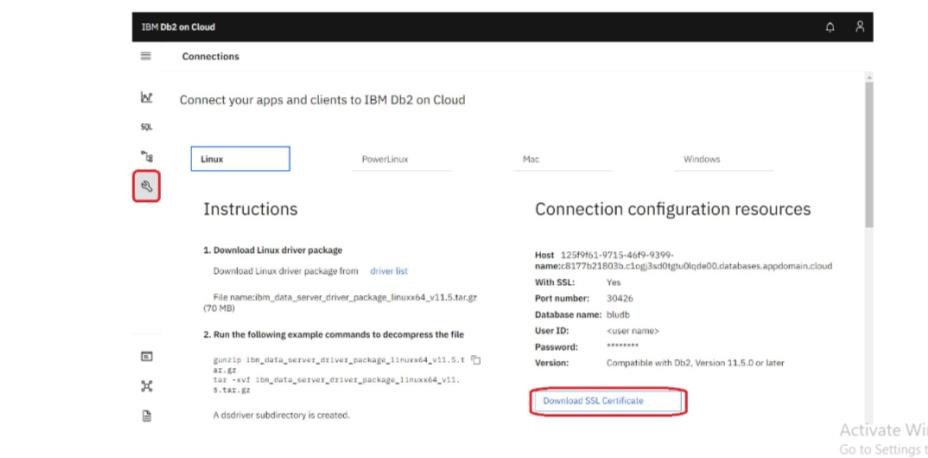 IBM Db2 on Cloud
Connections
Connect your apps and clients to IBM Db2 on Cloud
SQL
Linux
PowerLinux
Mac
Windows
Instructions
1. Download Linux driver package
Download Linux driver package from driver list
File name:ibm_data_server_driver_package_linuxx64_v11.5.tar.gz
(70 MB)
2. Run the following example commands to decompress the file
gunzip ibm_data_server_driver_package_linuxx64_v11.5.t
ar.gz
tar -xvf ibm_data_server_driver_package_linuxx64_v11.
5.tar.gz
A dsdriver subdirectory is created.
Connection configuration resources
Host 125f9f61-9715-46f9-9399-
name:c8177b21803b.c1ogj3sd0tgtu0lqde00.databases.appdomain.cloud
With SSL: Yes
Port number: 30426
Database name: bludb
User ID: <user name>
Password: ********
Version: Compatible with Db2, Version 11.5.0 or later
Download SSL Certificate
Activate Wi
Go to Settings t